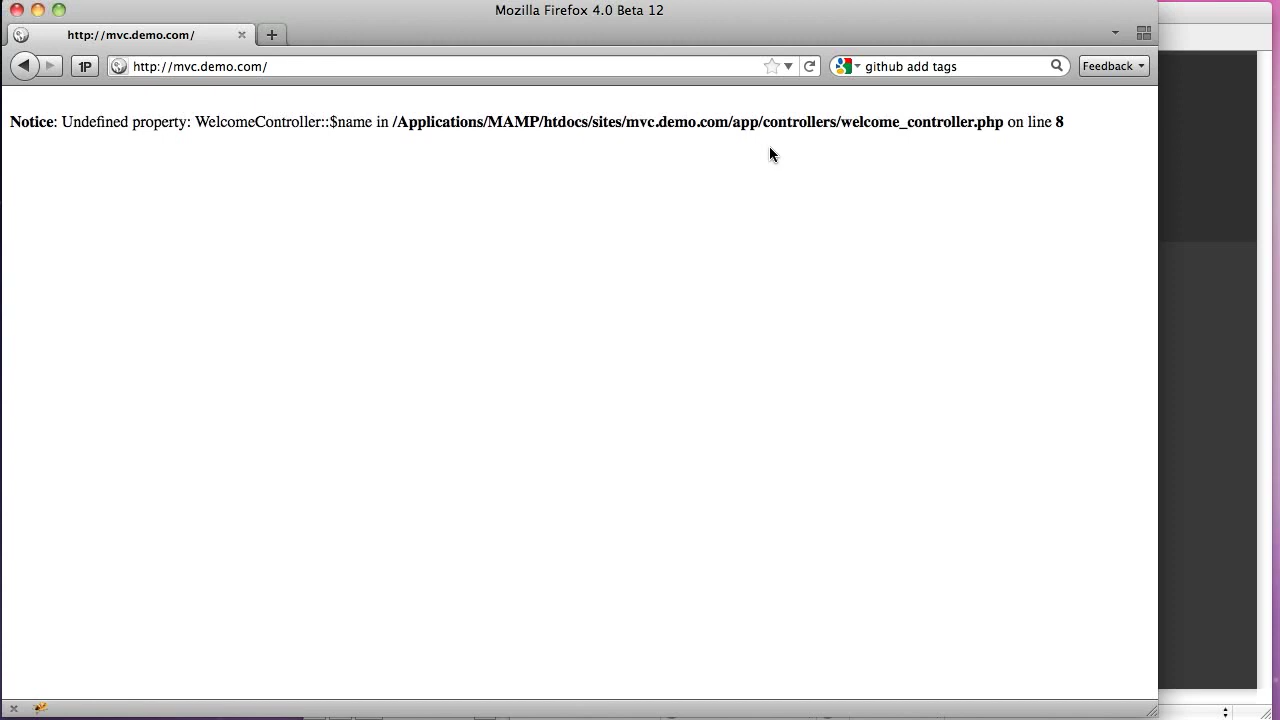 Mozilla Firefox 4.0 Beta 12
http://mvc.demo.com/
1P
http://mvc.demo.com/
github add tags
Feedback
Notice: Undefined property: WelcomeController::$name in /Applications/MAMP/htdocs/sites/mvc.demo.com/app/controllers/welcome_controller.php on line 8